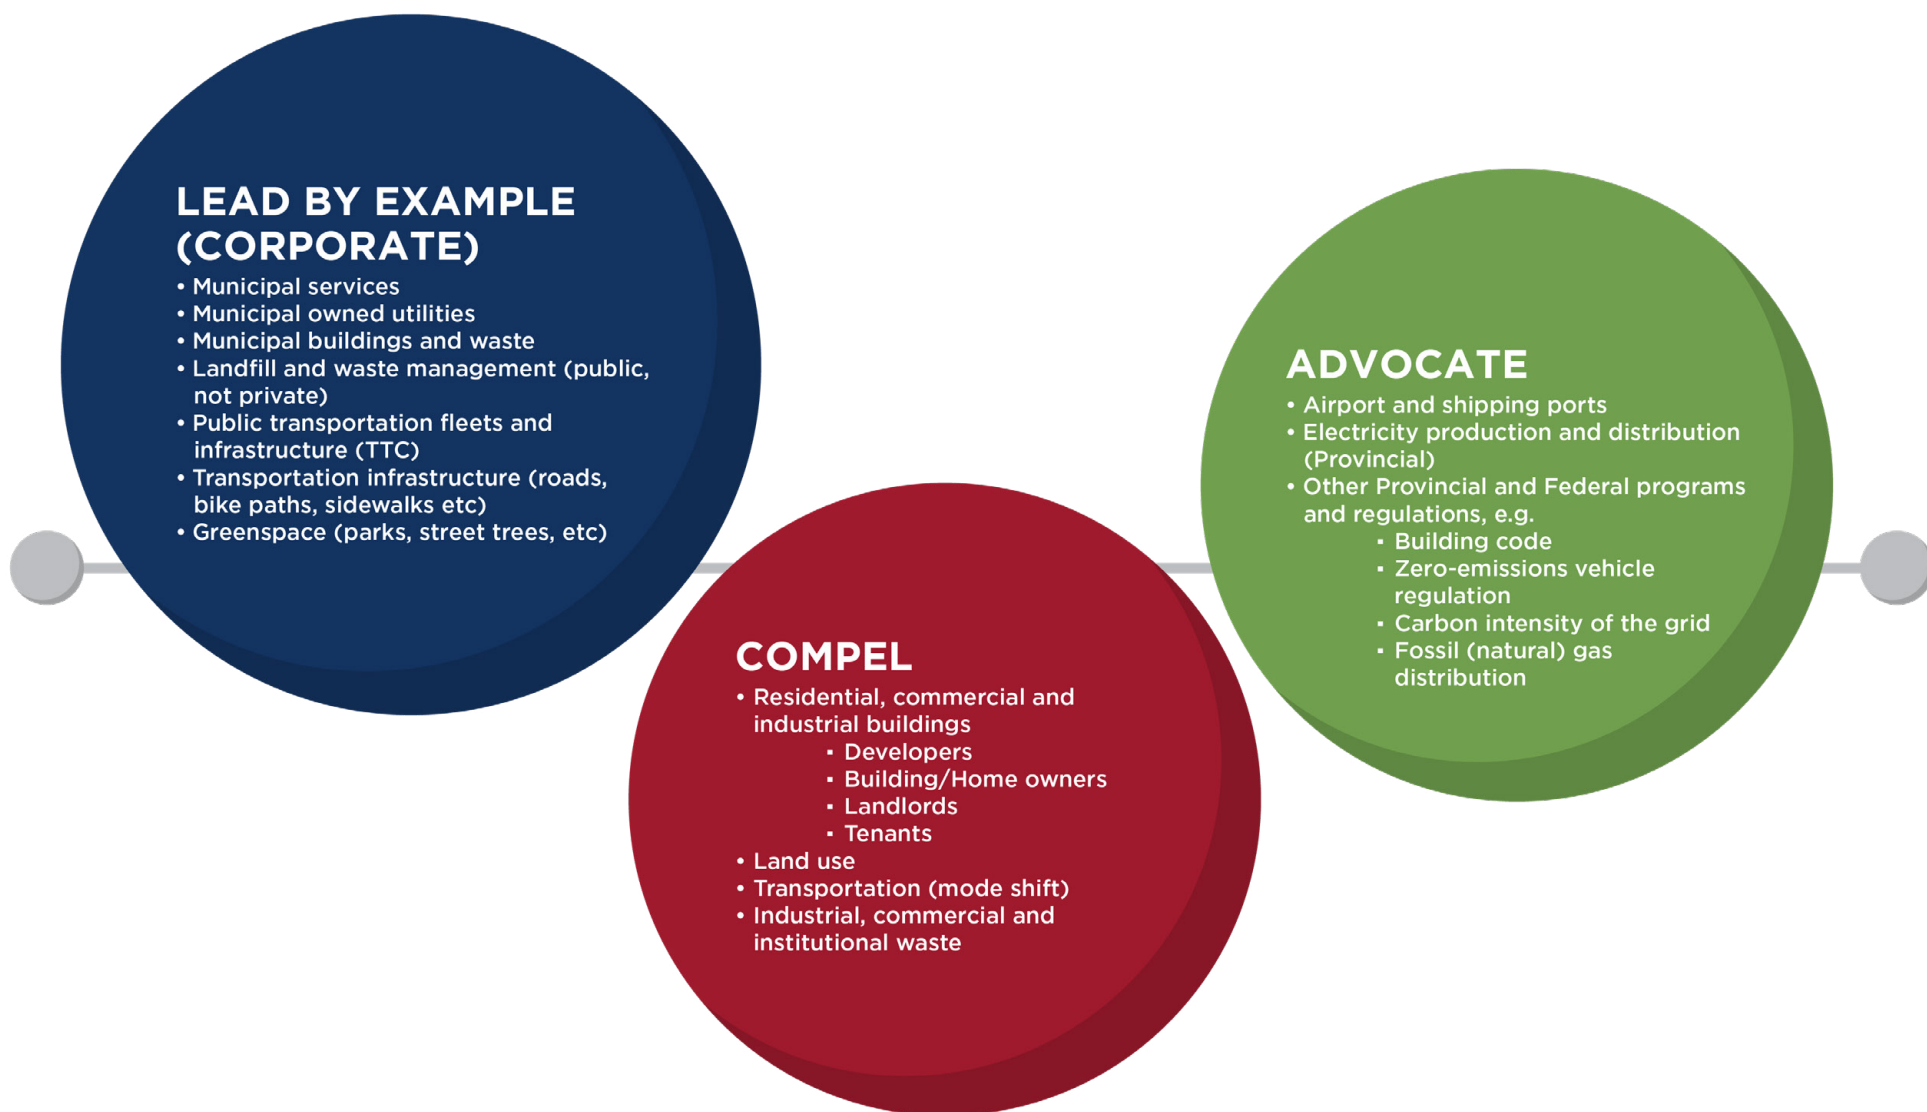 LEAD BY EXAMPLE
(CORPORATE)
• Municipal services
• Municipal owned utilities
• Municipal buildings and waste
• Landfill and waste management (public,
not private)
• Public transportation fleets and
infrastructure (TTC)
• Transportation infrastructure (roads,
bike paths, sidewalks etc)
• Greenspace (parks, street trees, etc)
COMPEL
• Residential, commercial and
industrial buildings
▪ Developers
▪ Building/Home owners
▪ Landlords
▪ Tenants
• Land use
• Transportation (mode shift)
• Industrial, commercial and
institutional waste
ADVOCATE
• Airport and shipping ports
• Electricity production and distribution
(Provincial)
• Other Provincial and Federal programs
and regulations, e.g.
▪ Building code
▪ Zero-emissions vehicle
regulation
▪ Carbon intensity of the grid
▪ Fossil (natural) gas
distribution